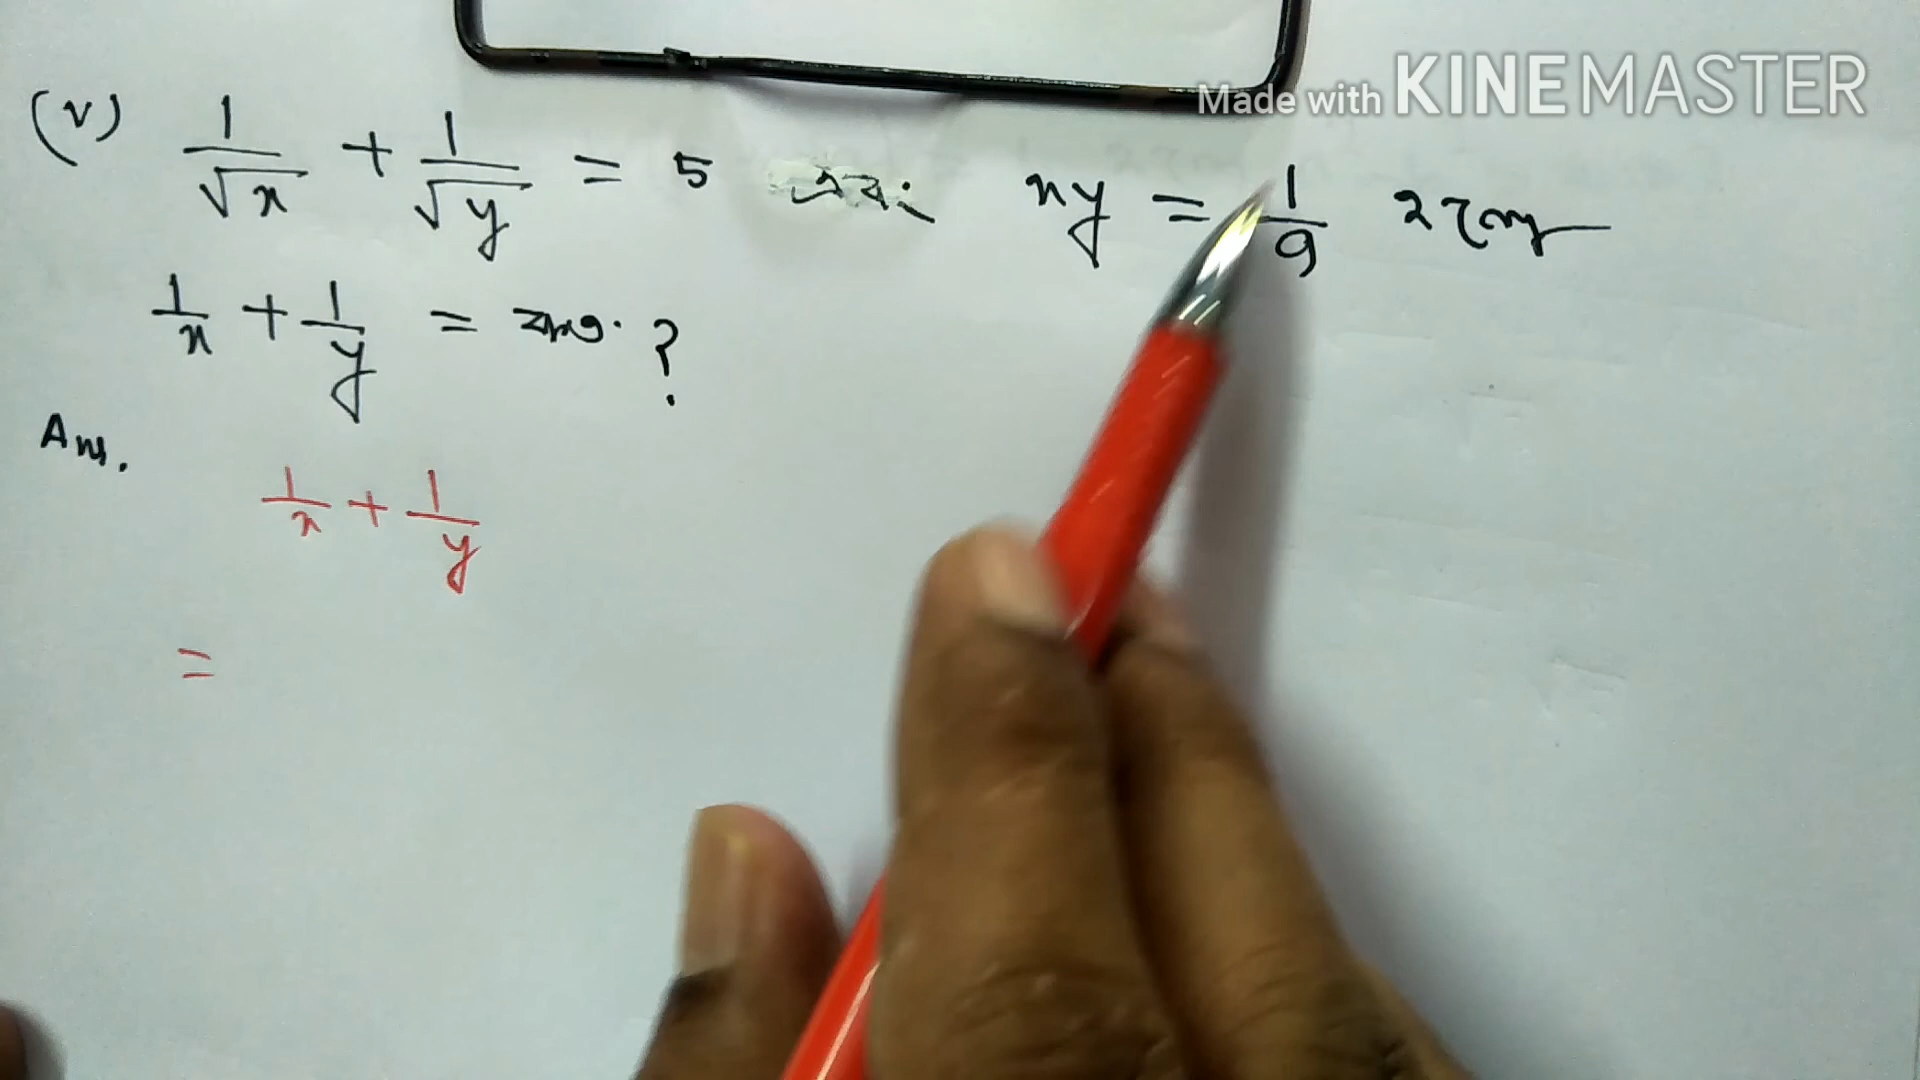 Made with KINEMASTER
(v) 1/√x + 1/√y = 5 এবং xy = 1/9 হলে
1/x + 1/y = কত ?
Ans.
1/x + 1/y
=